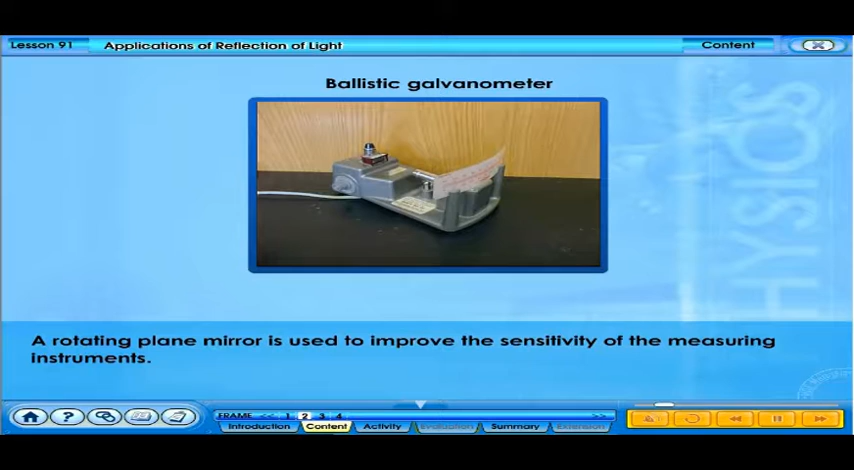 Lesson 91 Applications of Reflection of Light Content
Ballistic galvanometer
HYSICS
A rotating plane mirror is used to improve the sensitivity of the measuring
instruments.
FRAME << 1 2 3 4 >>
Introduction Content Activity Evaluation Summary Extension